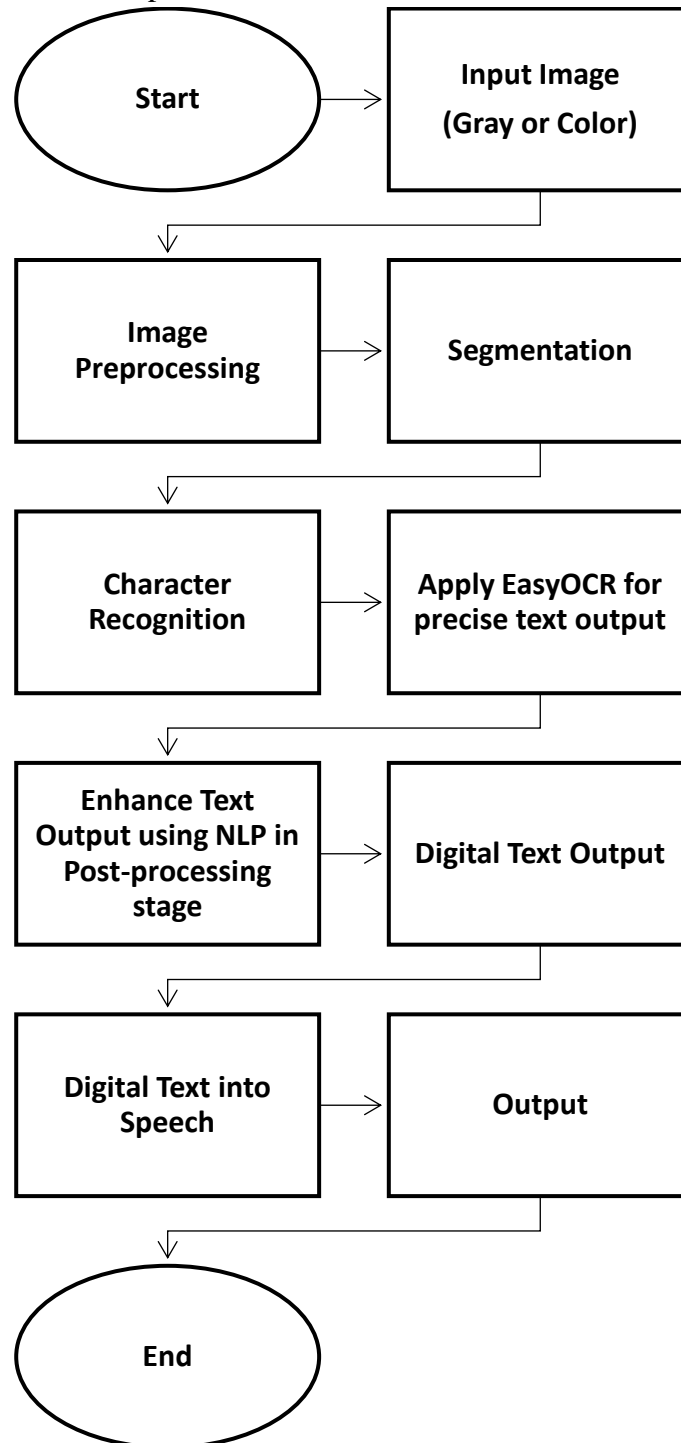 Start
Input Image
(Gray or Color)
Image
Preprocessing
Segmentation
Character
Recognition
Apply EasyOCR for
precise text output
Enhance Text
Output using NLP in
Post-processing
stage
Digital Text Output
Digital Text into
Speech
Output
End